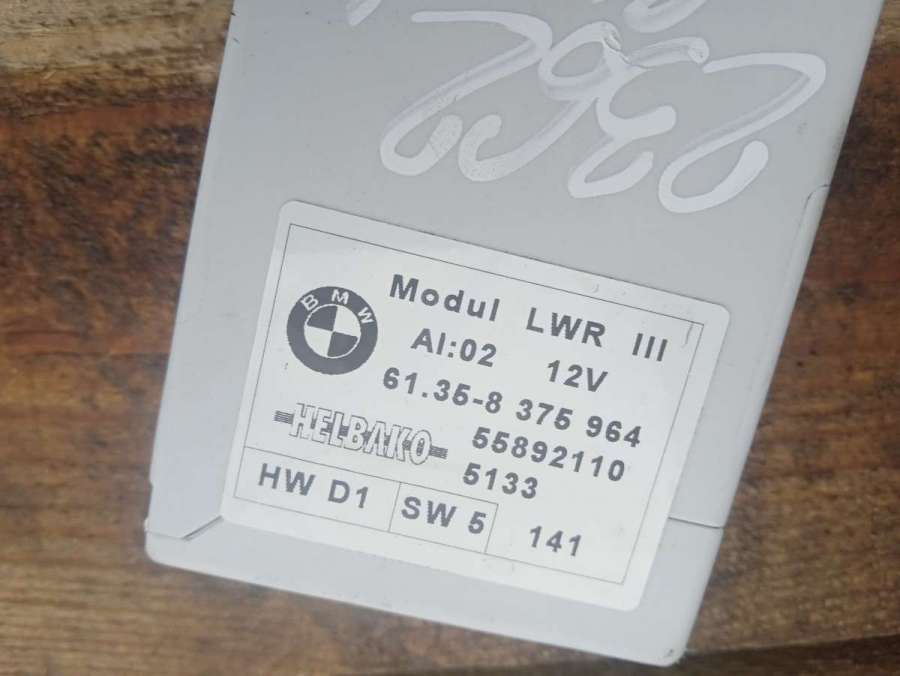 BMW
Modul LWR III
AI:02 12V
61.35-8 375 964
HELBAKO 55892110
5133
HW D1 SW 5 141